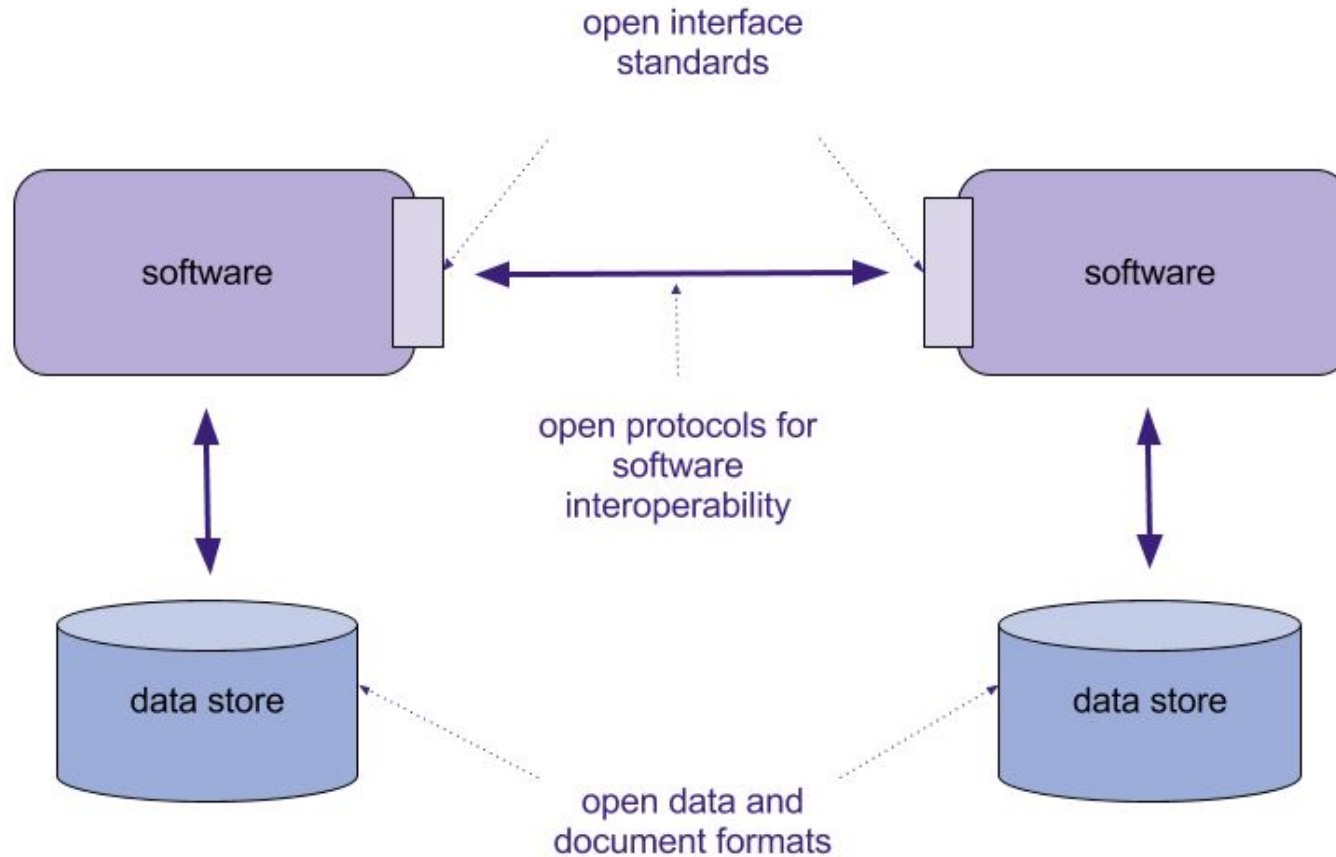 open interface
standards
software
software
open protocols for
software
interoperability
data store
data store
open data and
document formats